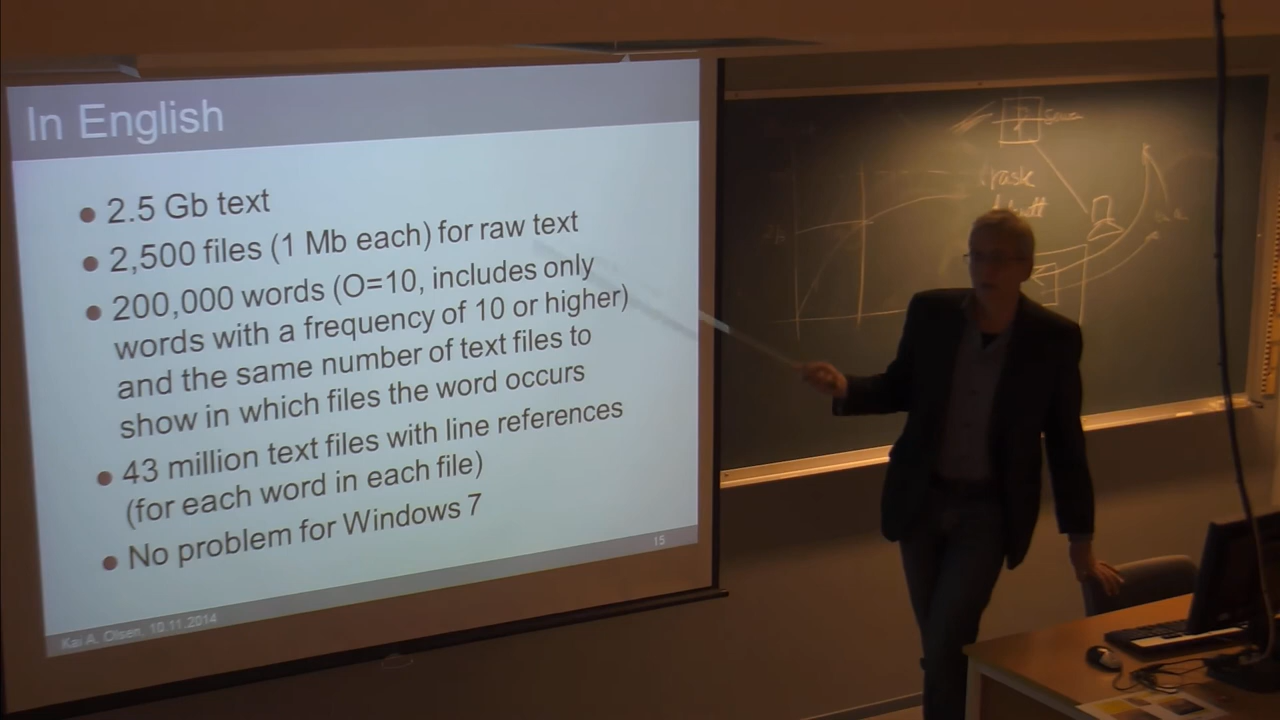 In English
2.5 Gb text
2,500 files (1 Mb each) for raw text
200,000 words (O=10, includes only
words with a frequency of 10 or higher)
and the same number of text files to
show in which files the word occurs
43 million text files with line references
(for each word in each file)
No problem for Windows 7
15
Kai A. Olsen, 10.11.2014